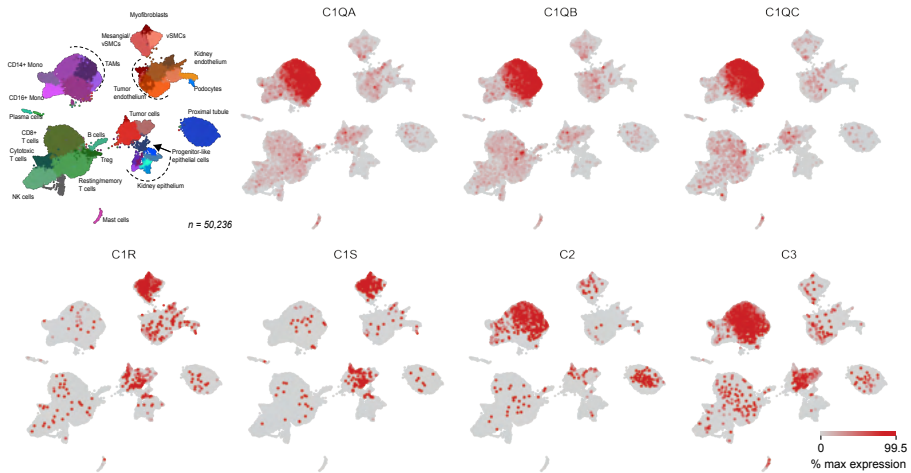 Myofibroblasts
Mesangial/
vSMCs
vSMCs
Kidney
endothelium
CD14+ Mono
TAMs
CD16+ Mono
Tumor
endothelium
Podocytes
Plasma cells
Tumor cells
Proximal tubule
CD8+
T cells
B cells
Cytotoxic
T cells
Treg
Progenitor-like
epithelial cells
Resting/memory
T cells
Kidney epithelium
NK cells
Mast cells
n = 50,236
C1QA
C1QB
C1QC
C1R
C1S
C2
C3
0
99.5
% max expression